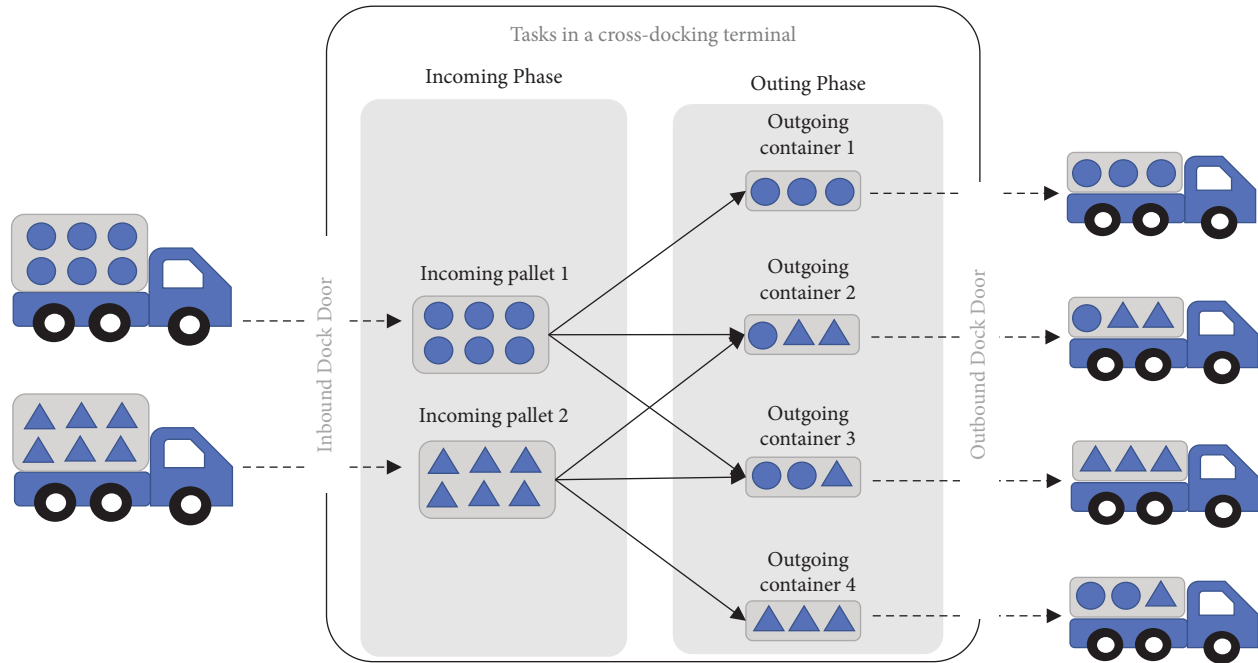 Tasks in a cross-docking terminal
Incoming Phase
Outing Phase
Outgoing
container 1
Incoming pallet 1
Outgoing
container 2
Inbound Dock Door
Outbound Dock Door
Incoming pallet 2
Outgoing
container 3
Outgoing
container 4